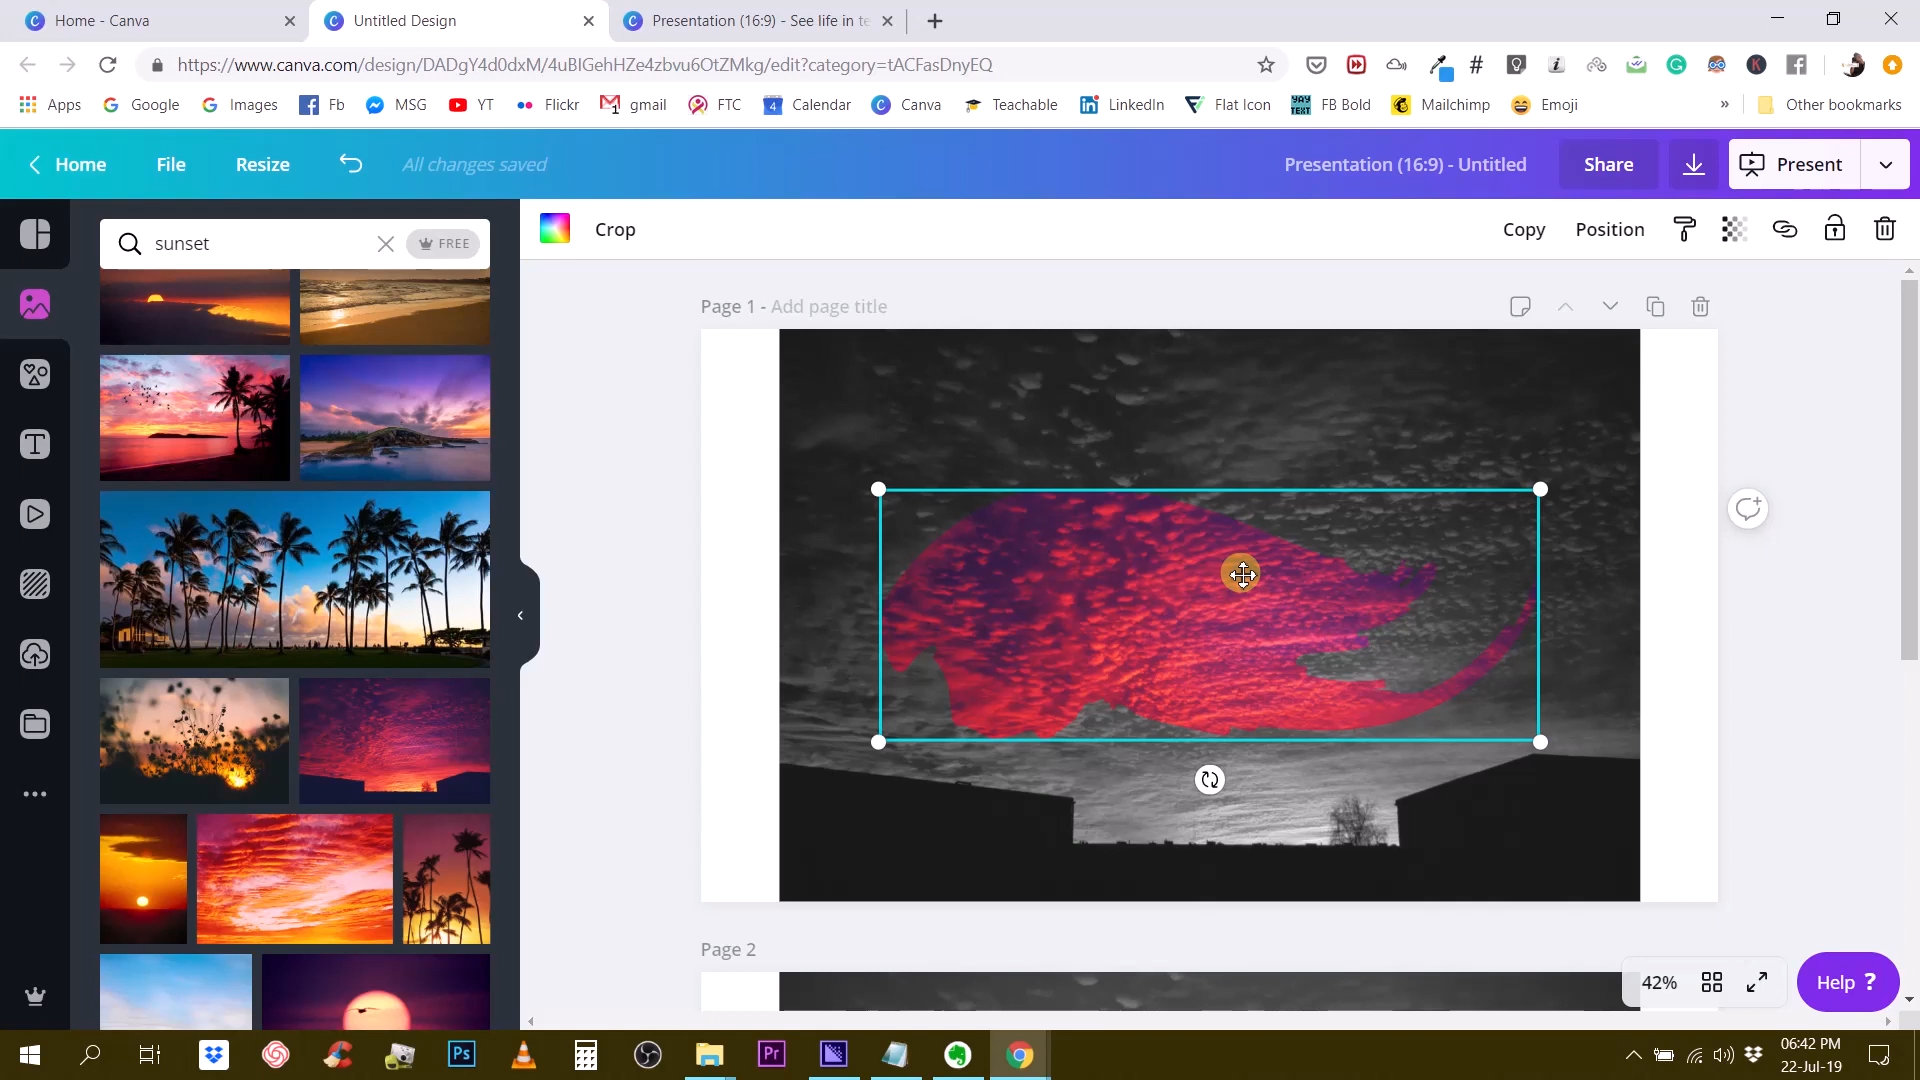 Home - Canva
Untitled Design
Presentation (16:9) - See life in te
https://www.canva.com/design/DADgY4d0dxM/4uBIGehHZe4zbvu6OtZMkg/edit?category=tACFasDnyEQ
Apps Google Images Fb MSG YT Flickr gmail FTC Calendar Canva Teachable LinkedIn Flat Icon FB Bold Mailchimp Emoji » Other bookmarks
Home File Resize All changes saved Presentation (16:9) - Untitled Share Present
sunset FREE
Crop Copy Position
Page 1 - Add page title
Page 2
42%
Help ?
06:42 PM
22-Jul-19